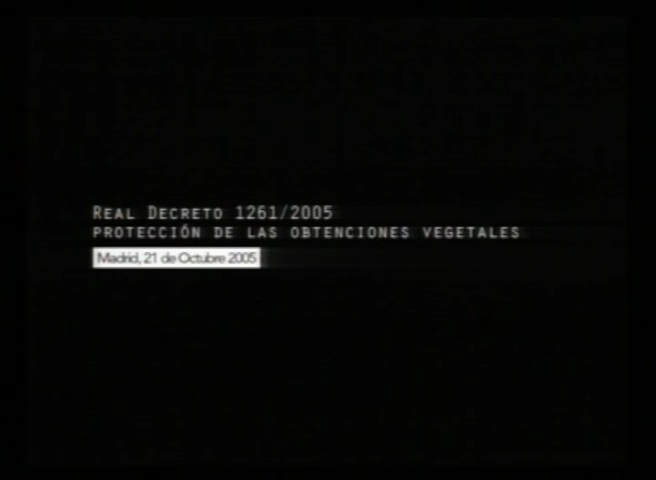 REAL DECRETO 1261/2005
PROTECCIÓN DE LAS OBTENCIONES VEGETALES
Madrid, 21 de Octubre 2005